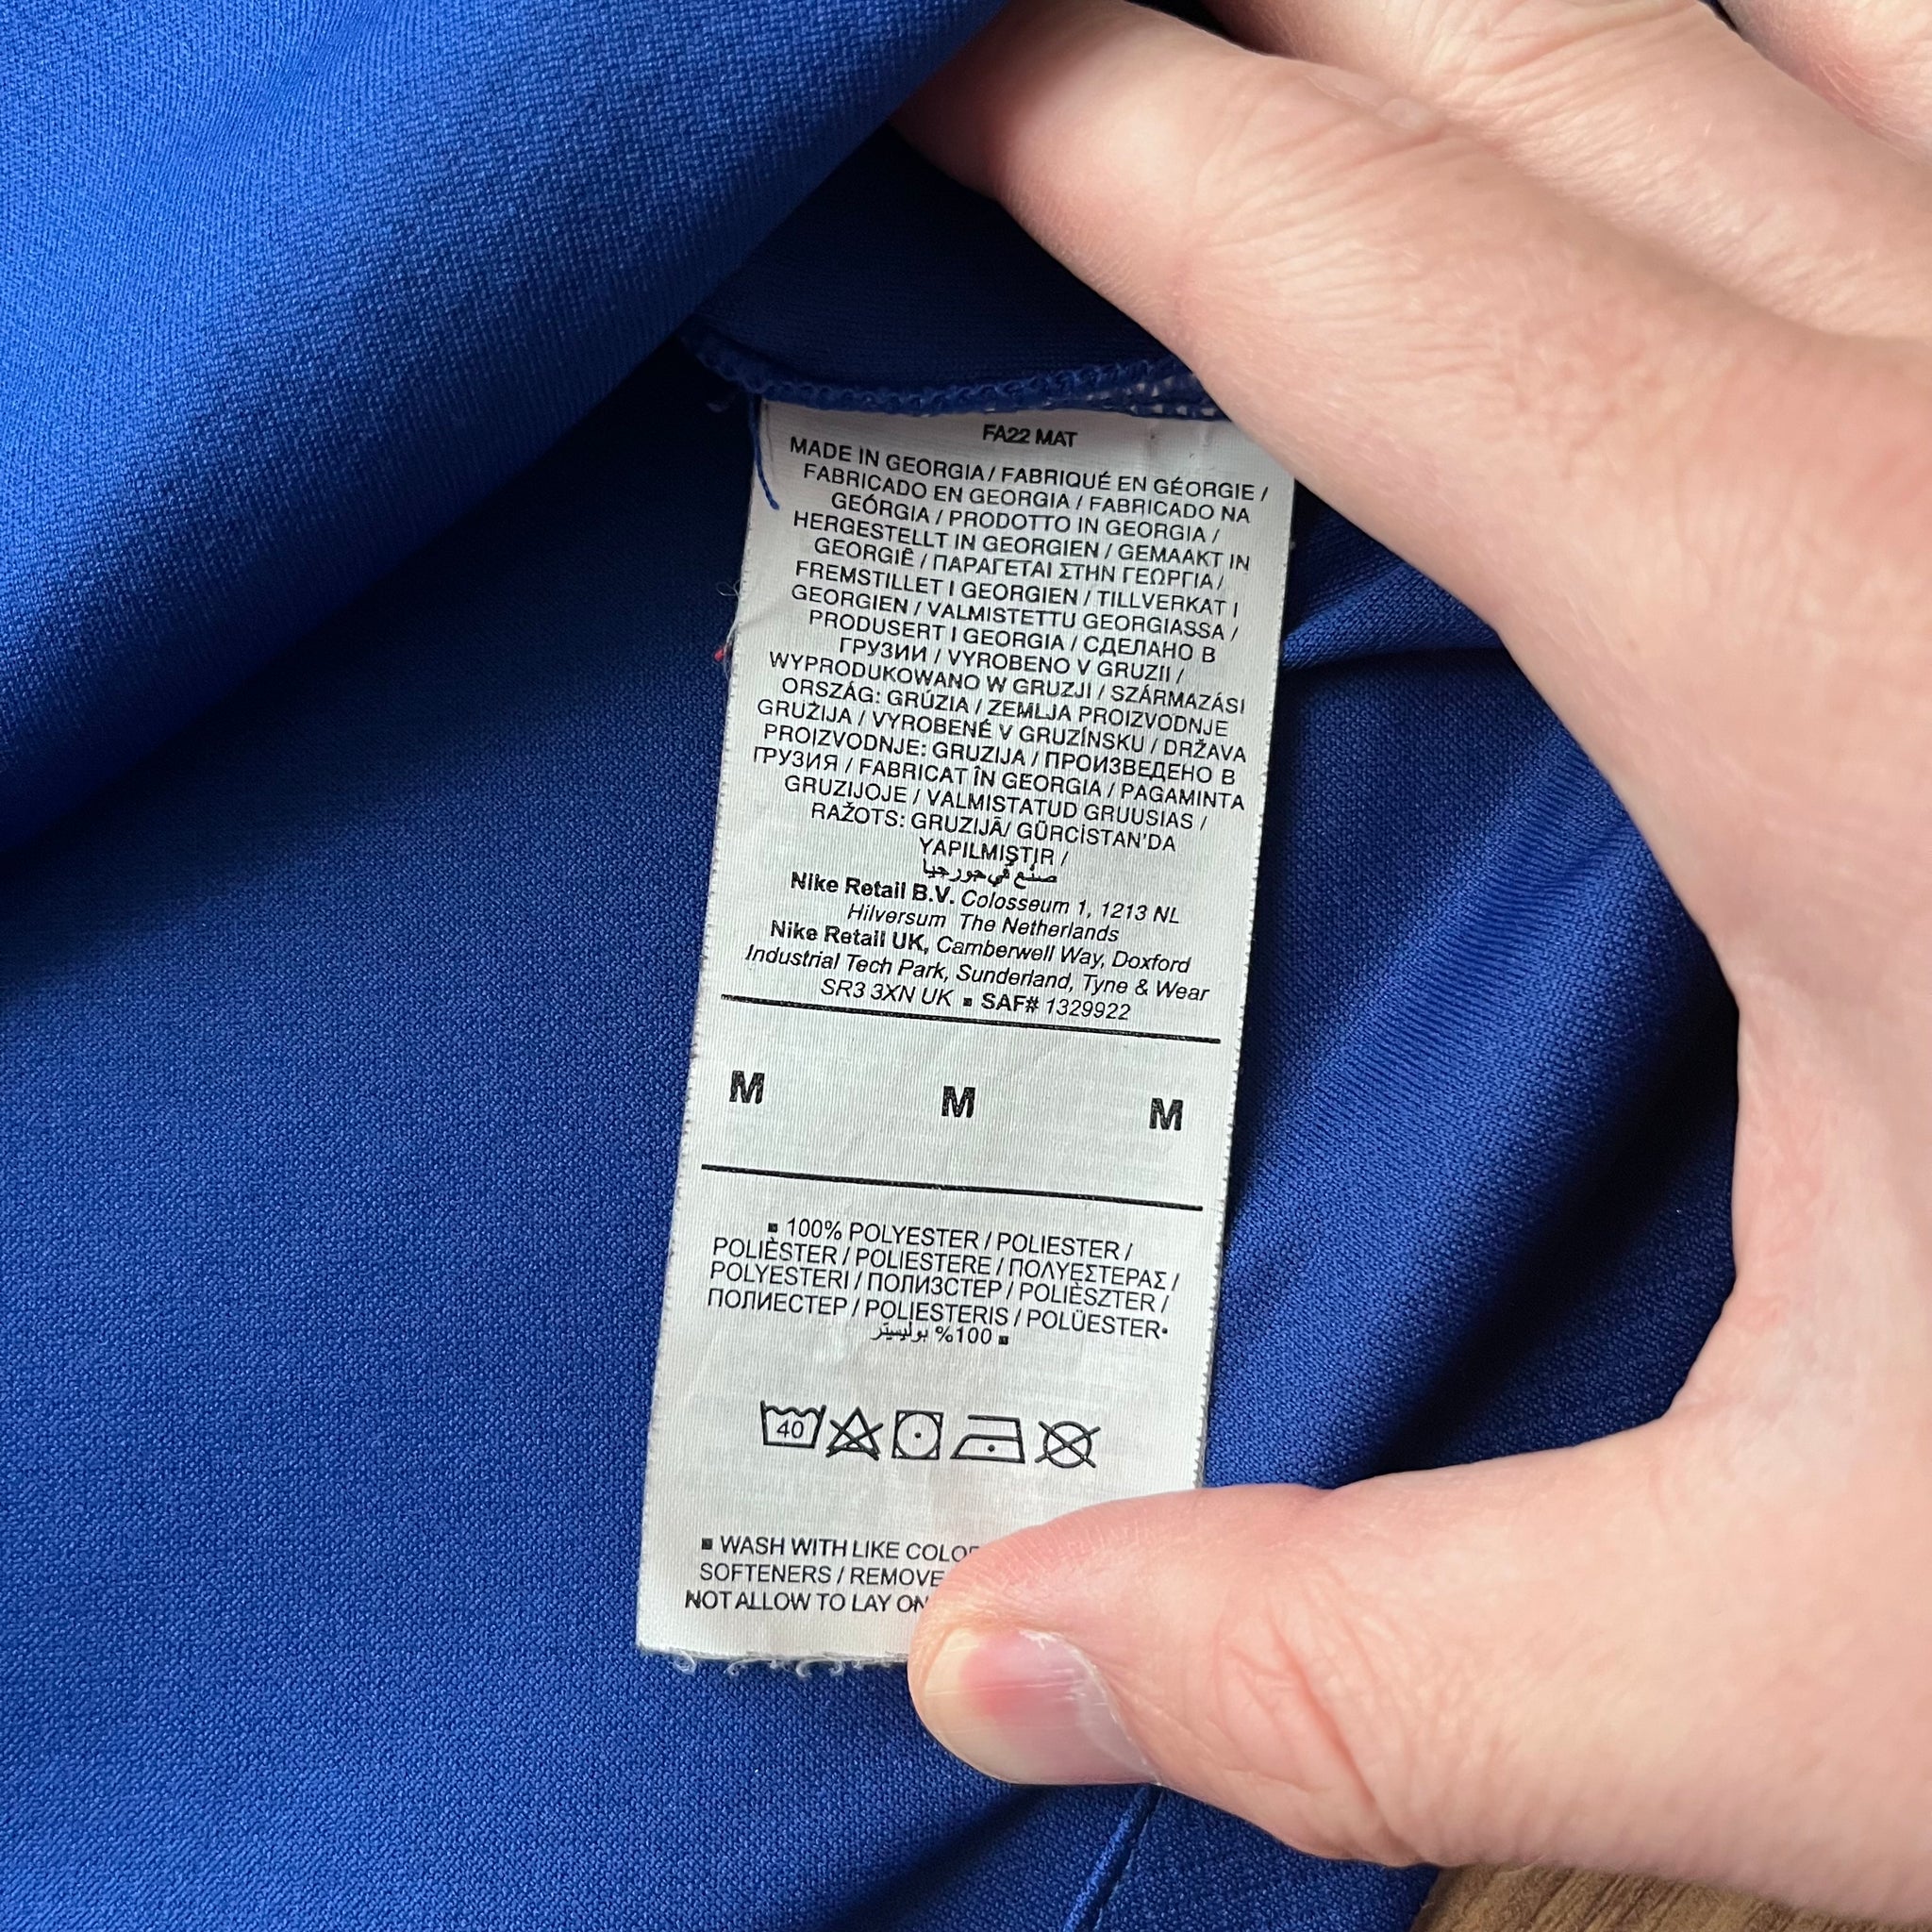 FA22 MAT
MADE IN GEORGIA / FABRIQUÉ EN GÉORGIE /
FABRICADO EN GEORGIA / FABRICADO NA
GEÓRGIA / PRODOTTO IN GEORGIA /
HERGESTELLT IN GEORGIEN / GEMAAKT IN
GEORGIË / ΠΑΡΑΓΕΤΑΙ ΣΤΗΝ ΓΕΩΡΓΙΑ /
FREMSTILLET I GEORGIEN / TILLVERKAT I
GEORGIEN / VALMISTETTU GEORGIASSA /
PRODUSERT I GEORGIA / СДЕЛАНО В
ГРУЗИИ / VYROBENO V GRUZII /
WYPRODUKOWANO W GRUZJI / SZÁRMAZÁSI
ORSZÁG: GRÚZIA / ZEMLJA PROIZVODNJE
GRUŽIJA / VYROBENÉ V GRUZÍNSKU / DRŽAVA
PROIZVODNJE: GRUZIJA / ПРОИЗВЕДЕНО В
ГРУЗИЯ / FABRICAT ÎN GEORGIA / PAGAMINTA
GRUZIJOJE / VALMISTATUD GRUUSIAS /
RAŽOTS: GRUZIJĀ/ GÜRCİSTAN'DA
YAPILMIŞTIR /
صنع في جورجيا
Nike Retail B.V. Colosseum 1, 1213 NL
Hilversum The Netherlands
Nike Retail UK, Camberwell Way, Doxford
Industrial Tech Park, Sunderland, Tyne & Wear
SR3 3XN UK ▪ SAF# 1329922
M M M
▪ 100% POLYESTER / POLIESTER /
POLIÈSTER / POLIESTERE / ΠΟΛΥΕΣΤΕΡΑΣ /
POLYESTERI / ПОЛИЗСТЕР / POLIÈSZTER /
ПОЛИЕСТЕР / POLIESTERIS / POLÜESTER▪
100% بوليستر ▪
40
▪ WASH WITH LIKE
SOFTENERS / REMOVE
NOT ALLOW TO LAY ON